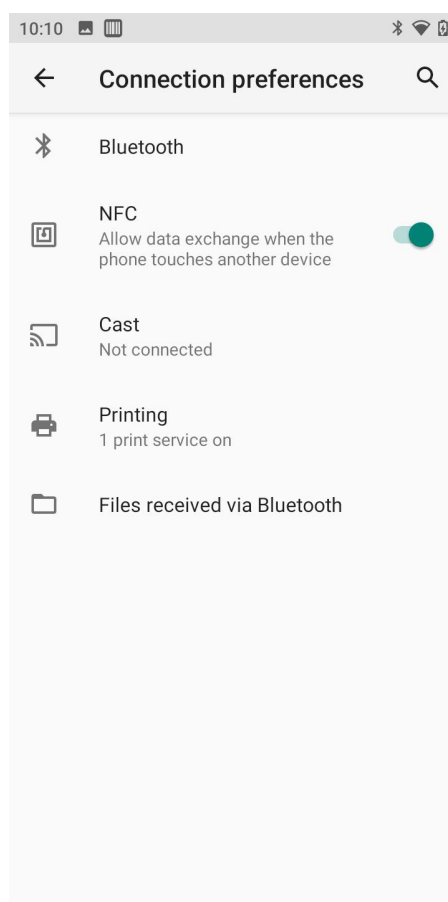 10:10
Connection preferences
Bluetooth
NFC
Allow data exchange when the
phone touches another device
Cast
Not connected
Printing
1 print service on
Files received via Bluetooth